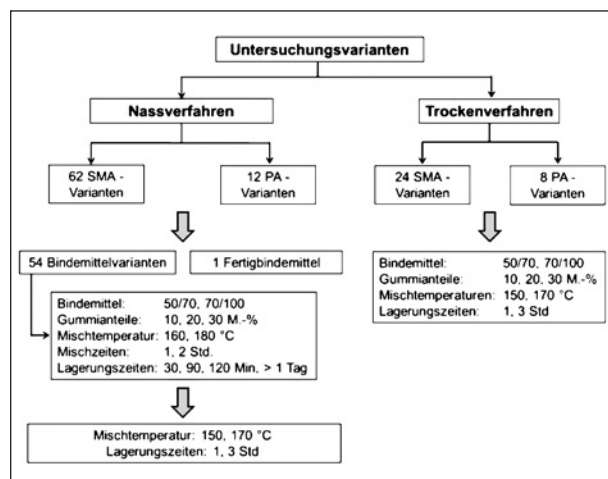 Untersuchungsvarianten
Nassverfahren
Trockenverfahren
62 SMA -
Varianten
12 PA -
Varianten
24 SMA -
Varianten
8 PA -
Varianten
54 Bindemittelvarianten
1 Fertigbindemittel
Bindemittel: 50/70, 70/100
Gummianteile: 10, 20, 30 M.-%
Mischtemperatur: 160, 180 °C
Mischzeiten: 1, 2 Std.
Lagerungszeiten: 30, 90, 120 Min, > 1 Tag
Mischtemperatur: 150, 170 °C
Lagerungszeiten: 1, 3 Std
Bindemittel: 50/70, 70/100
Gummianteile: 10, 20, 30 M.-%
Mischtemperaturen: 150, 170 °C
Lagerungszeiten: 1, 3 Std